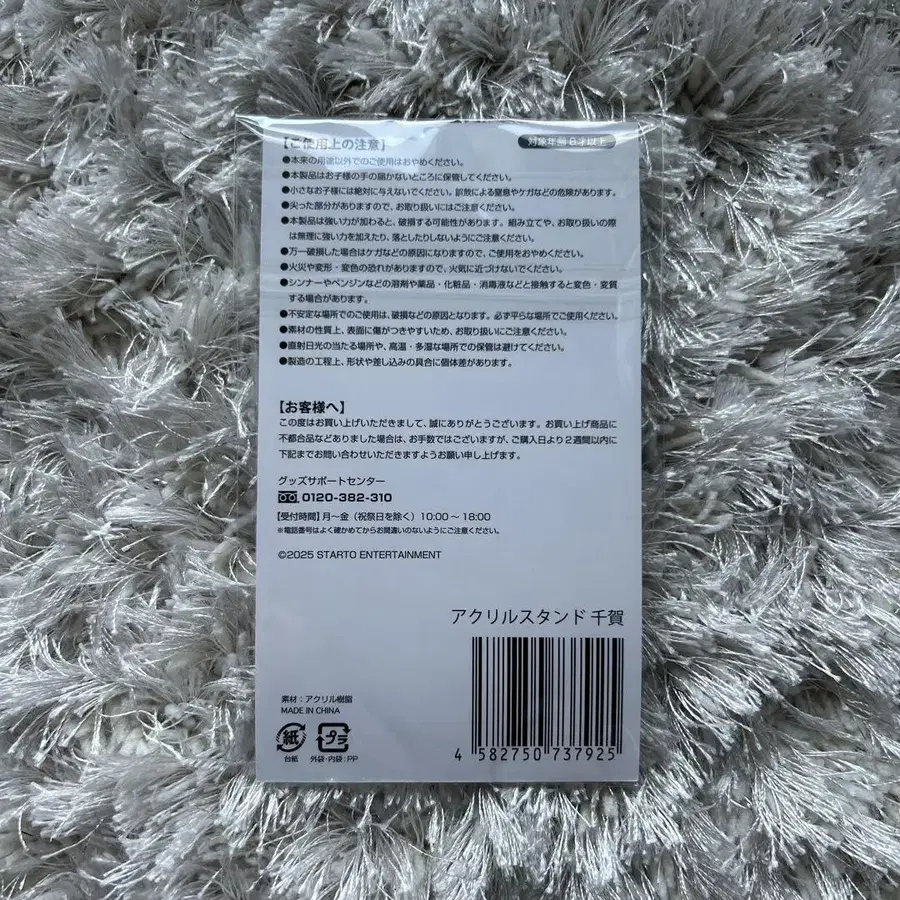 【ご使用上の注意】
対象年齢6才以上
●本来の用途以外でのご使用はおやめください。
●本製品はお子様の手の届かないところに保管してください。
●小さなお子様には絶対に与えないでください。誤飲による窒息やケガなどの危険があります。
●尖った部分がありますので、お取り扱いにはご注意ください。
●本製品は強い力が加わると、破損する可能性があります。組み立てや、お取り扱いの際
は無理に強い力を加えたり、落としたりしないようにご注意ください。
●万一破損した場合はケガなどの原因になりますので、ご使用をおやめください。
●火災や変形・変色の恐れがありますので、火気に近づけないでください。
●シンナーやベンジンなどの溶剤や薬品・化粧品・消毒液などと接触すると変色・変質
する場合があります。
●不安定な場所でのご使用は、破損などの原因となります。必ず平らな場所でご使用ください。
●素材の性質上、表面に傷がつきやすいため、お取り扱いにご注意ください。
●直射日光の当たる場所や、高温・多湿な場所での保管は避けてください。
●製造の工程上、形状や差し込みの具合に個体差があります。
【お客様へ】
この度はお買い上げいただきまして、誠にありがとうございます。お買い上げ商品に
不都合品などありました場合は、お手数ではございますが、ご購入日より2週間以内に
下記までお問い合わせいただきますようお願い申し上げます。
グッズサポートセンター
0120-382-310
【受付時間】月〜金（祝祭日を除く）10:00〜18:00
※電話番号はよく確かめてからお間違いのないようにご注意ください。
©2025 STARTO ENTERTAINMENT
アクリルスタンド 千賀
素材：アクリル樹脂
MADE IN CHINA
紙
プラ
台紙
外袋・内袋：PP
4 582750 737925